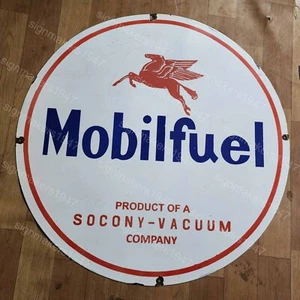 Mobilfuel
PRODUCT OF A
SOCONY-VACUUM
COMPANY